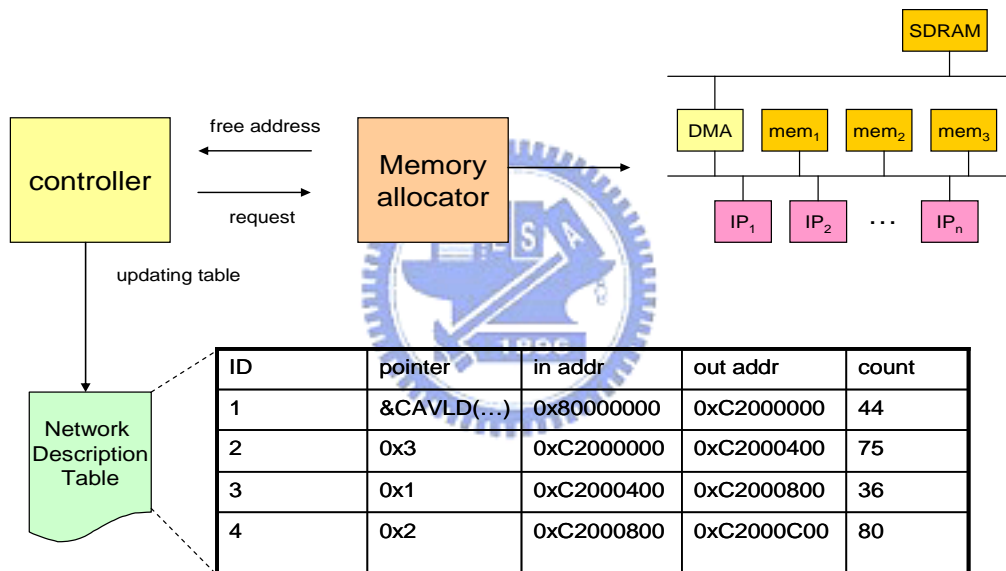 SDRAM
DMA
mem1
mem2
mem3
IP1
IP2
...
IPn
controller
free address
request
Memory
allocator
updating table
Network
Description
Table
ID pointer in addr out addr count
1 &CAVLD(...) 0x80000000 0xC2000000 44
2 0x3 0xC2000000 0xC2000400 75
3 0x1 0xC2000400 0xC2000800 36
4 0x2 0xC2000800 0xC2000C00 80
E S A
1896